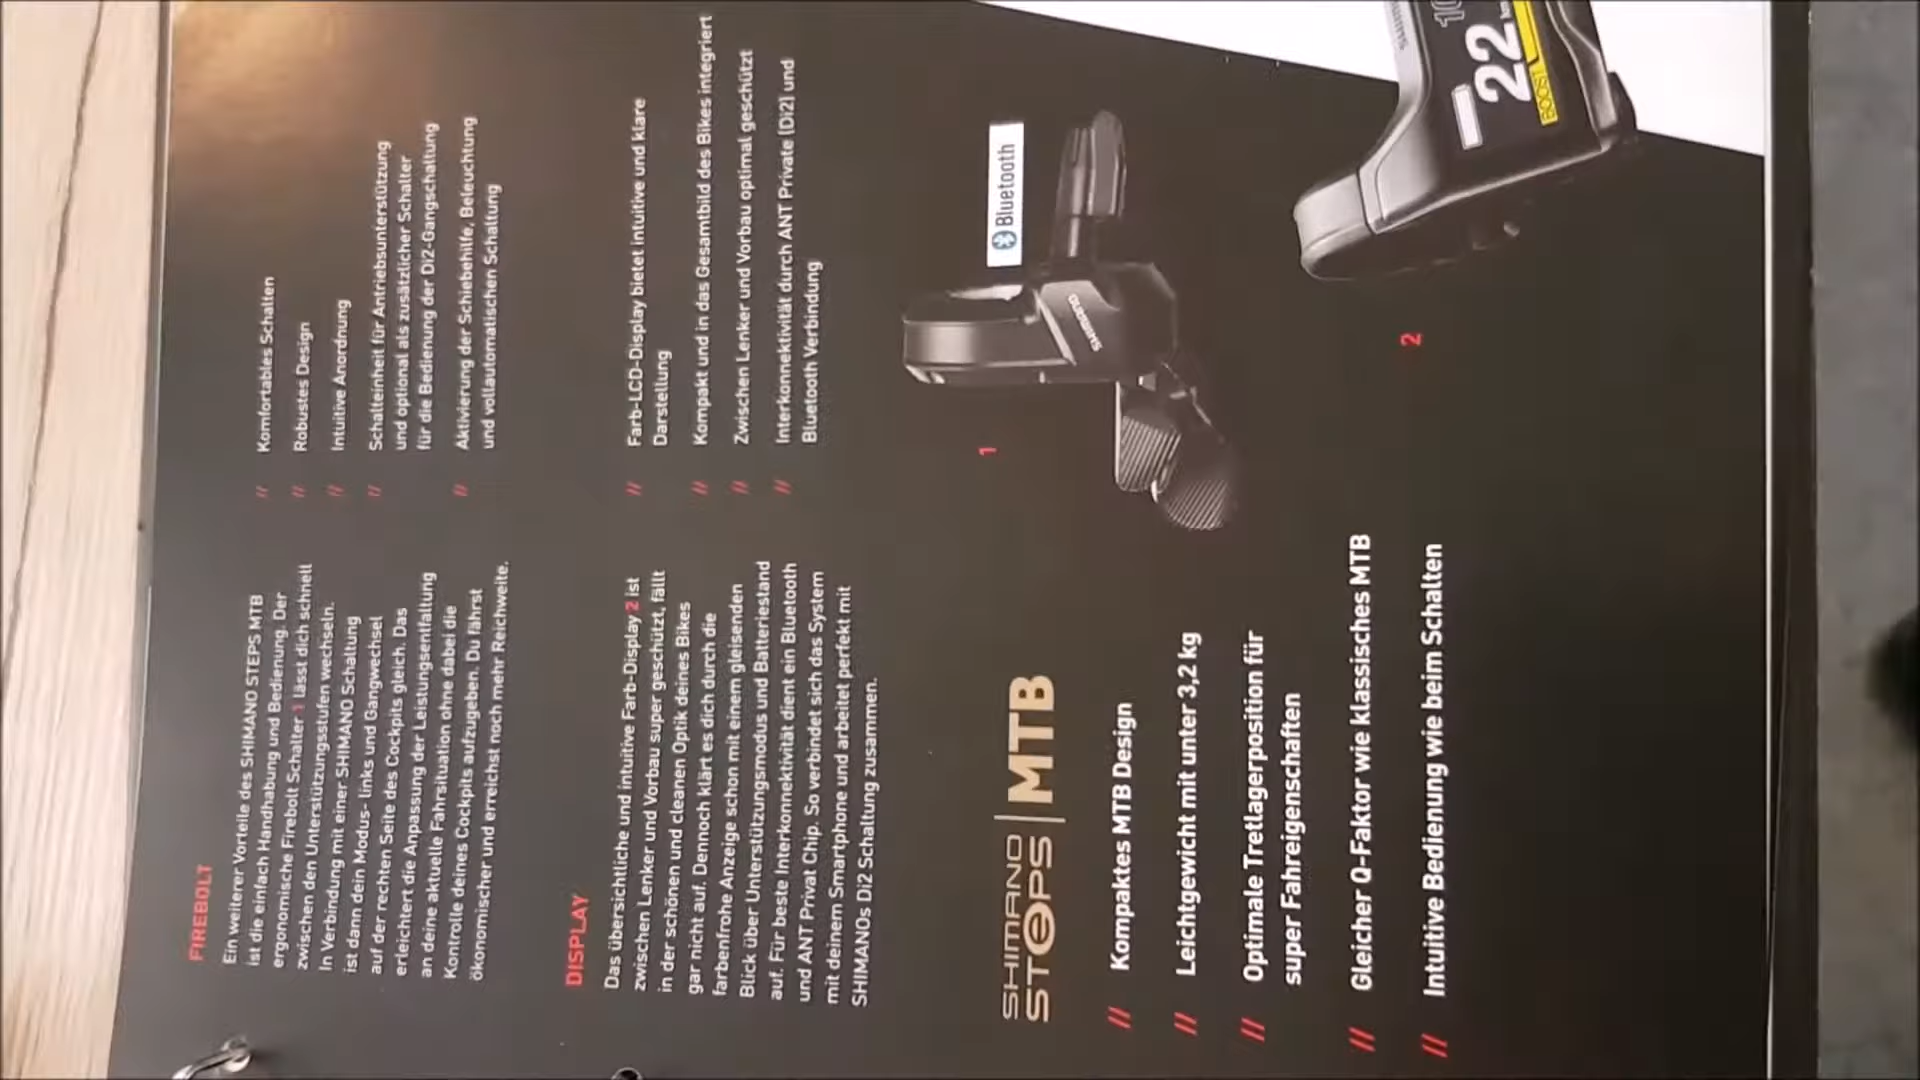 FIREBOLT
Ein weiterer Vorteile des SHIMANO STEPS MTB
ist die einfach Handhabung und Bedienung. Der
ergonomische Firebolt Schalter 1 lässt dich schnell
zwischen den Unterstützungsstufen wechseln.
In Verbindung mit einer SHIMANO Schaltung
ist dann dein Modus- links und Gangwechsel
auf der rechten Seite des Cockpits gleich. Das
erleichtert die Anpassung der Leistungsentfaltung
an deine aktuelle Fahrsituation ohne dabei die
Kontrolle deines Cockpits aufzugeben. Du fährst
ökonomischer und erreichst noch mehr Reichweite.
// Komfortables Schalten
// Robustes Design
// Intuitive Anordnung
// Schalteinheit für Antriebsunterstützung
und optional als zusätzlicher Schalter
für die Bedienung der Di2-Gangschaltung
// Aktivierung der Schiebehilfe, Beleuchtung
und vollautomatischen Schaltung
DISPLAY
Das übersichtliche und intuitive Farb-Display 2 ist
zwischen Lenker und Vorbau super geschützt, fällt
in der schönen und cleanen Optik deines Bikes
gar nicht auf. Dennoch klärt es dich durch die
farbenfrohe Anzeige schon mit einem gleisenden
Blick über Unterstützungsmodus und Batteriestand
auf. Für beste Interkonnektivität dient ein Bluetooth
und ANT Privat Chip. So verbindet sich das System
mit deinem Smartphone und arbeitet perfekt mit
SHIMANOs Di2 Schaltung zusammen.
// Farb-LCD-Display bietet intuitive und klare
Darstellung
// Kompakt und in das Gesamtbild des Bikes integriert
// Zwischen Lenker und Vorbau optimal geschützt
// Interkonnektivität durch ANT Private (Di2) und
Bluetooth Verbindung
SHIMANO
STEPS | MTB
// Kompaktes MTB Design
// Leichtgewicht mit unter 3,2 kg
// Optimale Tretlagerposition für
super Fahreigenschaften
// Gleicher Q-Faktor wie klassisches MTB
// Intuitive Bedienung wie beim Schalten
1
Bluetooth
SHIMANO
2
SHIMANO
10
22
BOOST